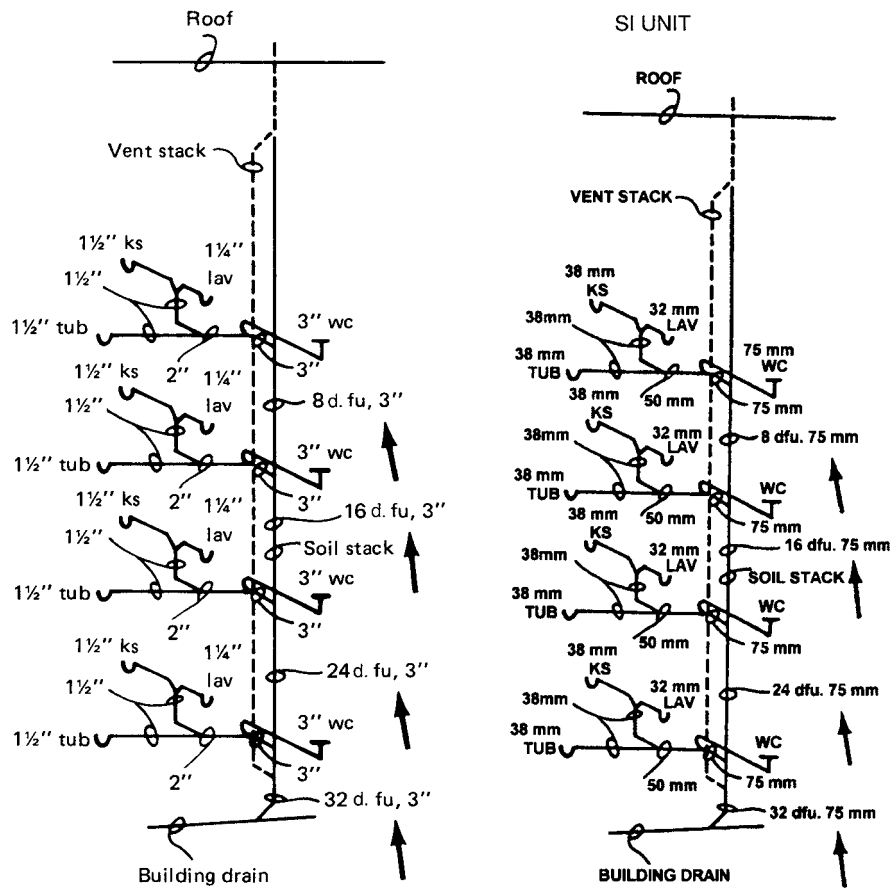 Roof
Vent stack
1½" ks
1¼"
lav
1½"
1½" tub
2"
3" wc
3"
8 d. fu, 3"
1½" ks
1¼"
lav
1½"
1½" tub
2"
3" wc
3"
16 d. fu, 3"
Soil stack
1½" ks
1¼"
lav
1½"
1½" tub
2"
3" wc
3"
24 d. fu, 3"
1½" ks
1¼"
lav
1½"
1½" tub
2"
3" wc
3"
32 d. fu, 3"
Building drain
SI UNIT
ROOF
VENT STACK
38 mm
KS
32 mm
LAV
38mm
38 mm
TUB
50 mm
75 mm
WC
75 mm
8 dfu. 75 mm
38 mm
KS
32 mm
LAV
38mm
38 mm
TUB
50 mm
WC
75 mm
16 dfu. 75 mm
SOIL STACK
38 mm
KS
32 mm
LAV
38mm
38 mm
TUB
50 mm
WC
75 mm
24 dfu. 75 mm
38 mm
KS
32 mm
LAV
38mm
38 mm
TUB
50 mm
WC
75 mm
32 dfu. 75 mm
BUILDING DRAIN